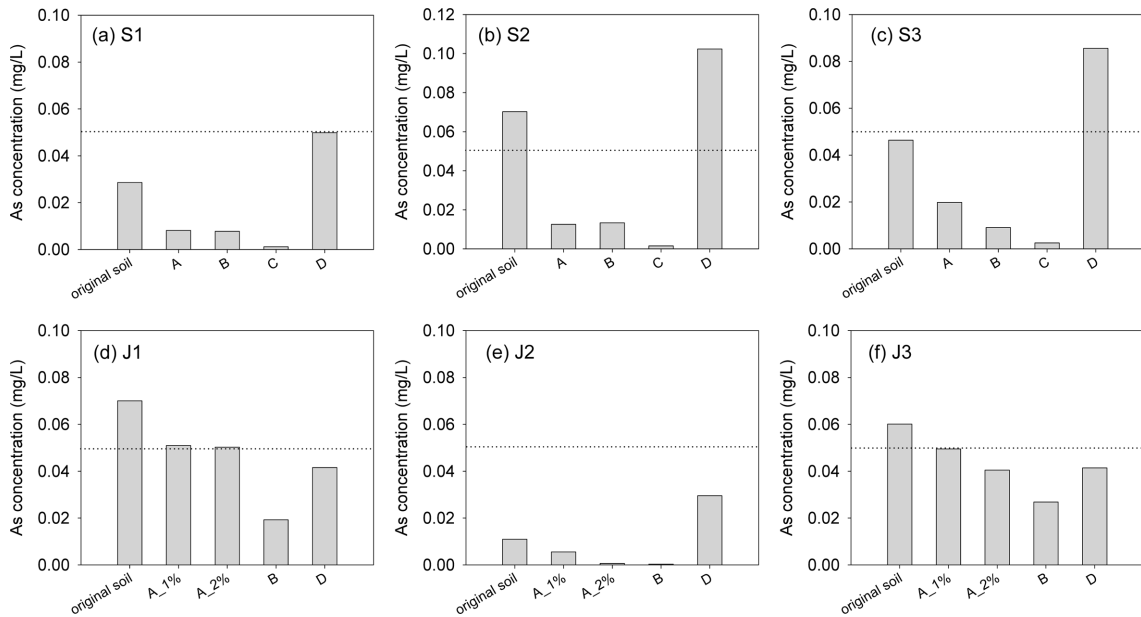 (a) S1
As concentration (mg/L)
0.10
0.08
0.06
0.04
0.02
0.00
original soil
A
B
C
D
(b) S2
As concentration (mg/L)
0.12
0.10
0.08
0.06
0.04
0.02
0.00
original soil
A
B
C
D
(c) S3
As concentration (mg/L)
0.10
0.08
0.06
0.04
0.02
0.00
original soil
A
B
C
D
(d) J1
As concentration (mg/L)
0.10
0.08
0.06
0.04
0.02
0.00
original soil
A_1%
A_2%
B
D
(e) J2
As concentration (mg/L)
0.10
0.08
0.06
0.04
0.02
0.00
original soil
A_1%
A_2%
B
D
(f) J3
As concentration (mg/L)
0.10
0.08
0.06
0.04
0.02
0.00
original soil
A_1%
A_2%
B
D